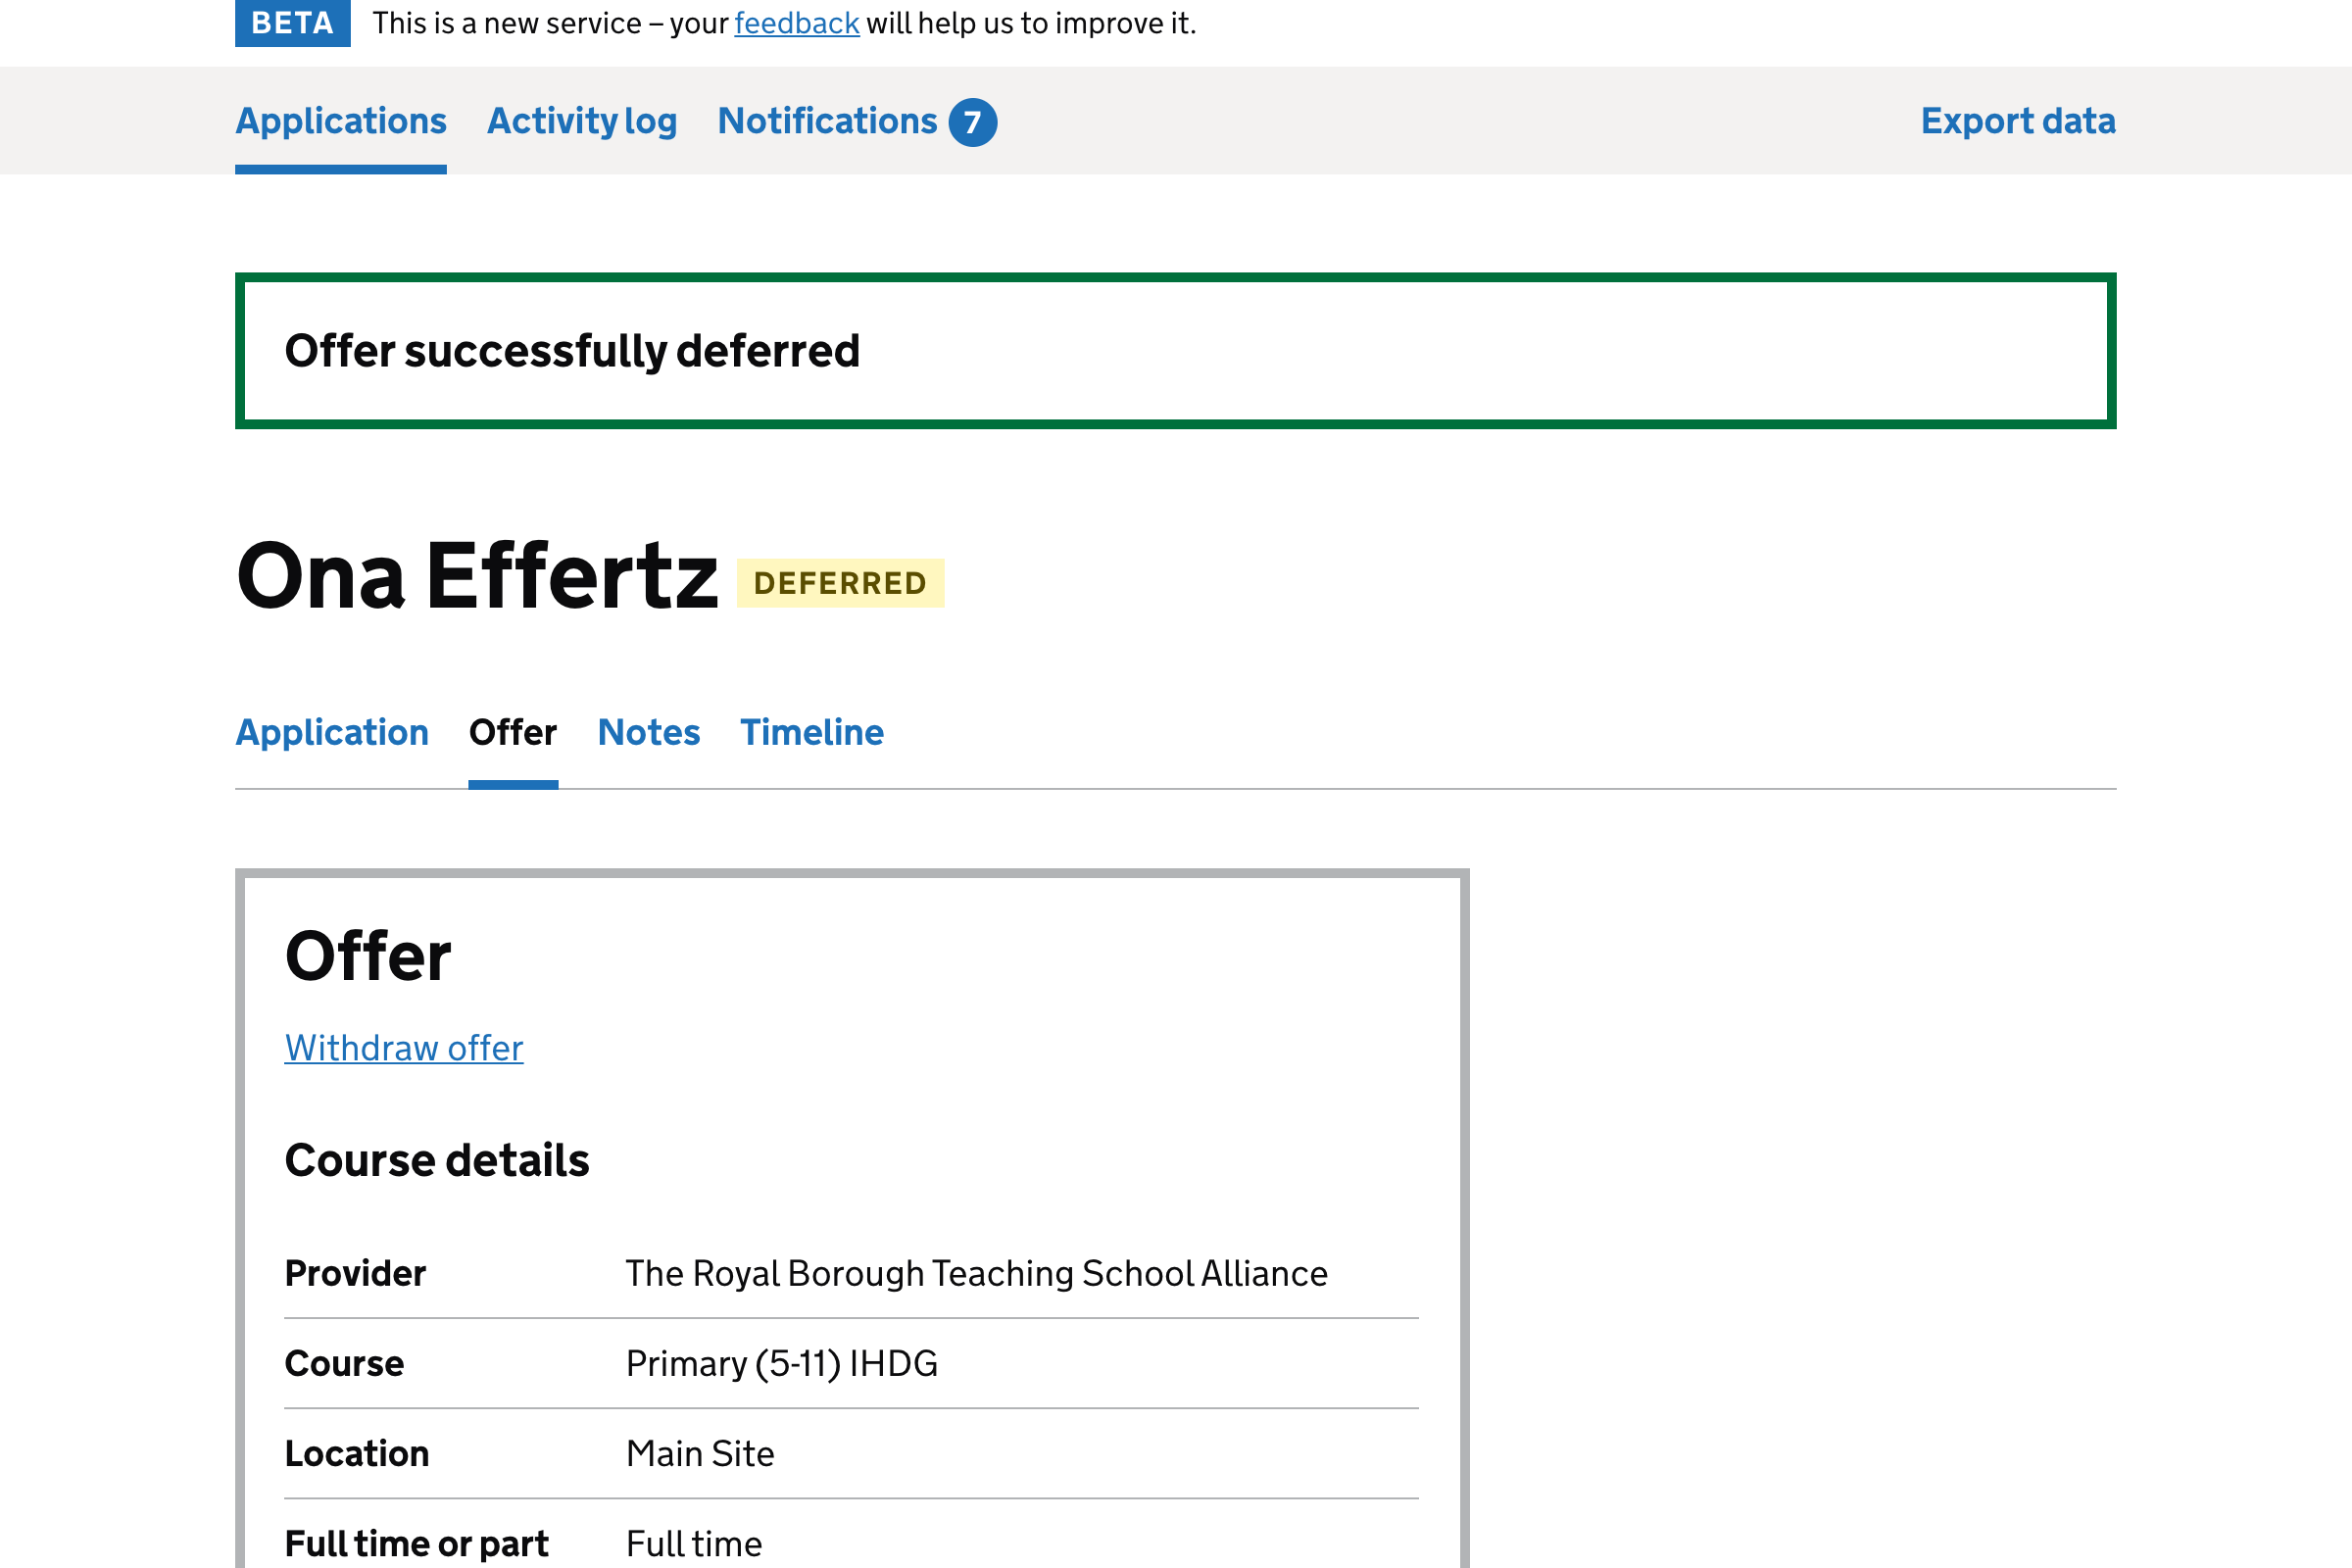 BETA This is a new service – your feedback will help us to improve it.
Applications Activity log Notifications 7 Export data
Offer successfully deferred
Ona Effertz DEFERRED
Application Offer Notes Timeline
Offer
Withdraw offer
Course details
Provider The Royal Borough Teaching School Alliance
Course Primary (5-11) IHDG
Location Main Site
Full time or part Full time